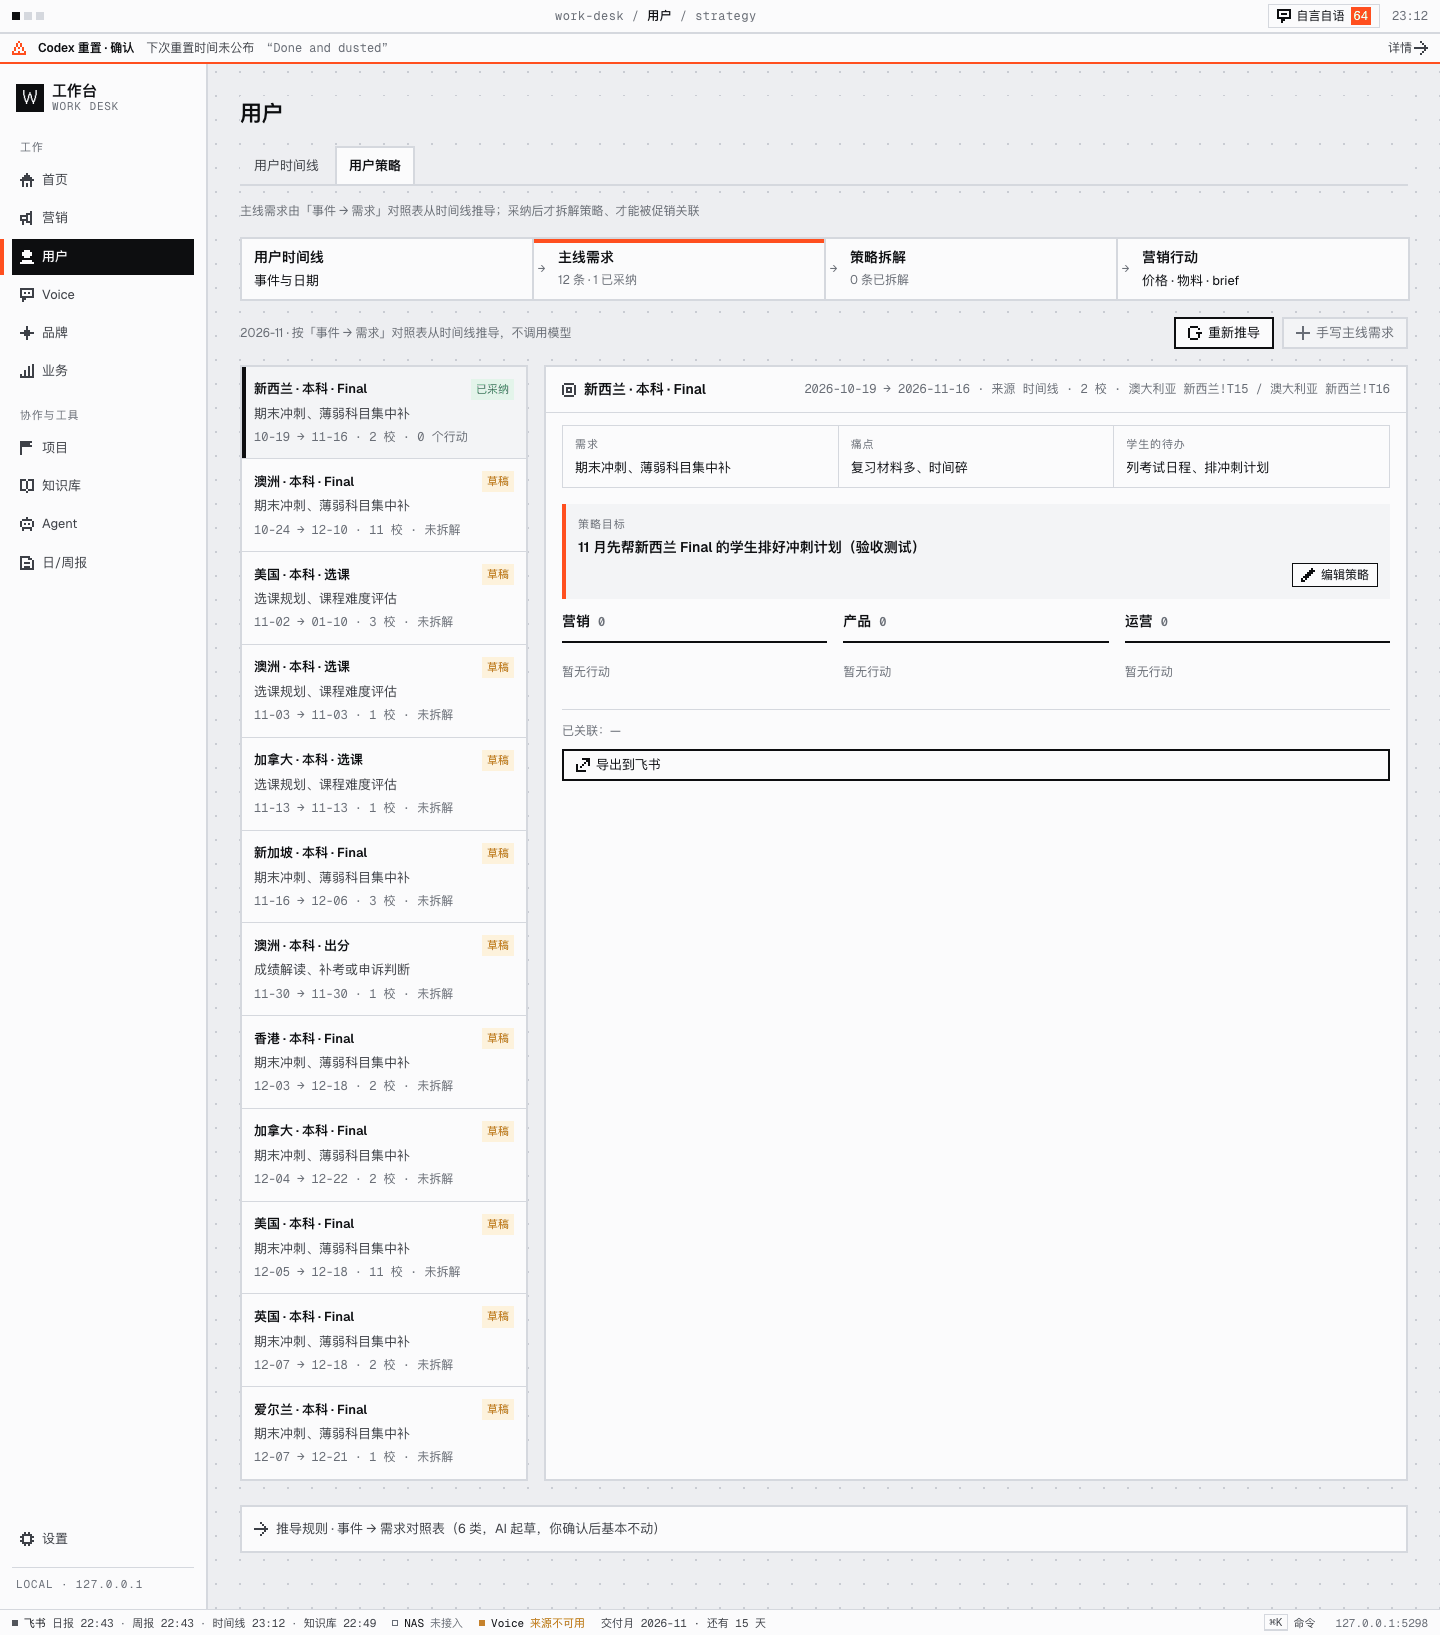 work-desk / 用户 / strategy
自言自语 64
23:12
Codex 重置·确认 下次重置时间未公布 “Done and dusted”
详情
W
工作台
WORK DESK
工作
首页
营销
用户
Voice
品牌
业务
协作与工具
项目
知识库
Agent
日/周报
设置
LOCAL · 127.0.0.1
用户
用户时间线
用户策略
主线需求由「事件 → 需求」对照表从时间线推导；采纳后才拆解策略、才能被促销关联
用户时间线
事件与日期
→
主线需求
12 条 · 1 已采纳
→
策略拆解
0 条已拆解
→
营销行动
价格 · 物料 · brief
2026-11 · 按「事件 → 需求」对照表从时间线推导，不调用模型
重新推导
手写主线需求
新西兰 · 本科 · Final
已采纳
期末冲刺、薄弱科目集中补
10-19 → 11-16 · 2 校 · 0 个行动
澳洲 · 本科 · Final
草稿
期末冲刺、薄弱科目集中补
10-24 → 12-10 · 11 校 · 未拆解
美国 · 本科 · 选课
草稿
选课规划、课程难度评估
11-02 → 01-10 · 3 校 · 未拆解
澳洲 · 本科 · 选课
草稿
选课规划、课程难度评估
11-03 → 11-03 · 1 校 · 未拆解
加拿大 · 本科 · 选课
草稿
选课规划、课程难度评估
11-13 → 11-13 · 1 校 · 未拆解
新加坡 · 本科 · Final
草稿
期末冲刺、薄弱科目集中补
11-16 → 12-06 · 3 校 · 未拆解
澳洲 · 本科 · 出分
草稿
成绩解读、补考或申诉判断
11-30 → 11-30 · 1 校 · 未拆解
香港 · 本科 · Final
草稿
期末冲刺、薄弱科目集中补
12-03 → 12-18 · 2 校 · 未拆解
加拿大 · 本科 · Final
草稿
期末冲刺、薄弱科目集中补
12-04 → 12-22 · 2 校 · 未拆解
美国 · 本科 · Final
草稿
期末冲刺、薄弱科目集中补
12-05 → 12-18 · 11 校 · 未拆解
英国 · 本科 · Final
草稿
期末冲刺、薄弱科目集中补
12-07 → 12-18 · 2 校 · 未拆解
爱尔兰 · 本科 · Final
草稿
期末冲刺、薄弱科目集中补
12-07 → 12-21 · 1 校 · 未拆解
新西兰 · 本科 · Final
2026-10-19 → 2026-11-16 · 来源 时间线 · 2 校 · 澳大利亚 新西兰!T15 / 澳大利亚 新西兰!T16
需求
期末冲刺、薄弱科目集中补
痛点
复习材料多、时间碎
学生的待办
列考试日程、排冲刺计划
策略目标
11 月先帮新西兰 Final 的学生排好冲刺计划（验收测试）
编辑策略
营销 0
暂无行动
产品 0
暂无行动
运营 0
暂无行动
已关联：—
导出到飞书
推导规则 · 事件 → 需求对照表（6 类，AI 起草，你确认后基本不动）
飞书 日报 22:43 · 周报 22:43 · 时间线 23:12 · 知识库 22:49
NAS 未接入
Voice 来源不可用
交付月 2026-11 · 还有 15 天
⌘K 命令
127.0.0.1:5298